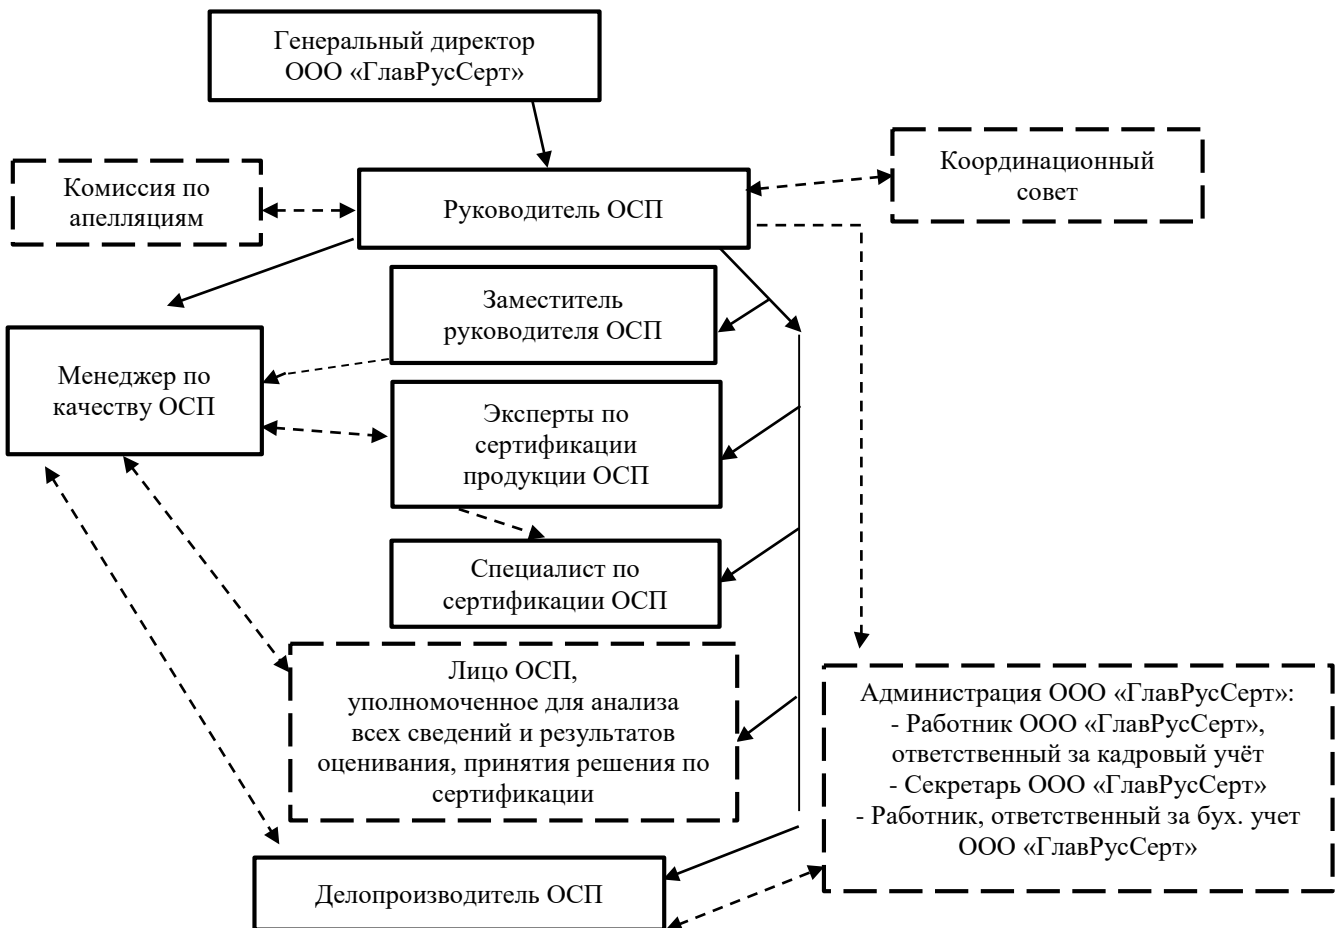 Генеральный директор
ООО «ГлавРусСерт»
Координационный
совет
Комиссия по
апелляциям
Руководитель ОСП
Заместитель
руководителя ОСП
Менеджер по
качеству ОСП
Эксперты по
сертификации
продукции ОСП
Специалист по
сертификации ОСП
Лицо ОСП,
уполномоченное для анализа
всех сведений и результатов
оценивания, принятия решения по
сертификации
Администрация ООО «ГлавРусСерт»:
- Работник ООО «ГлавРусСерт»,
ответственный за кадровый учёт
- Секретарь ООО «ГлавРусСерт»
- Работник, ответственный за бух. учет
ООО «ГлавРусСерт»
Делопроизводитель ОСП